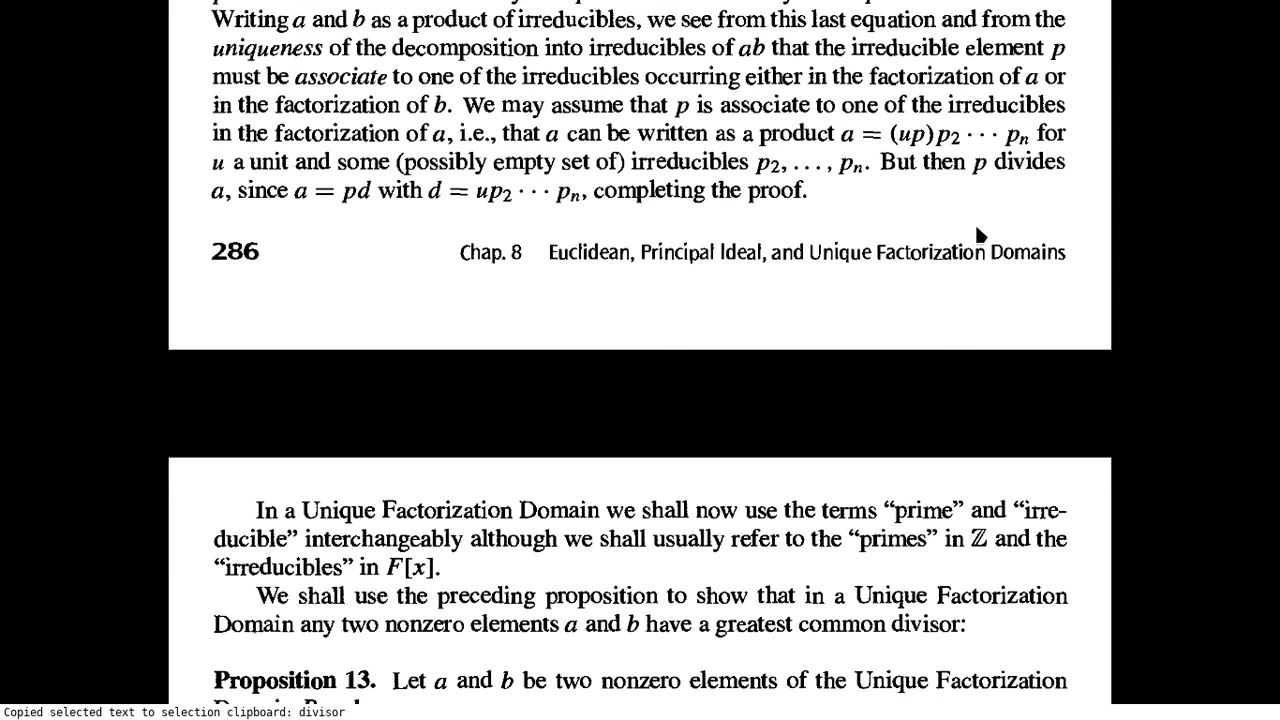 Writing a and b as a product of irreducibles, we see from this last equation and from the
uniqueness of the decomposition into irreducibles of ab that the irreducible element p
must be associate to one of the irreducibles occurring either in the factorization of a or
in the factorization of b. We may assume that p is associate to one of the irreducibles
in the factorization of a, i.e., that a can be written as a product a = (up)p₂ · · · pₙ for
u a unit and some (possibly empty set of) irreducibles p₂, . . . , pₙ. But then p divides
a, since a = pd with d = up₂ · · · pₙ, completing the proof.
286 Chap. 8 Euclidean, Principal Ideal, and Unique Factorization Domains
In a Unique Factorization Domain we shall now use the terms “prime” and “irre-
ducible” interchangeably although we shall usually refer to the “primes” in ℤ and the
“irreducibles” in F[x].
We shall use the preceding proposition to show that in a Unique Factorization
Domain any two nonzero elements a and b have a greatest common divisor:
Proposition 13. Let a and b be two nonzero elements of the Unique Factorization
Copied selected text to selection clipboard: divisor